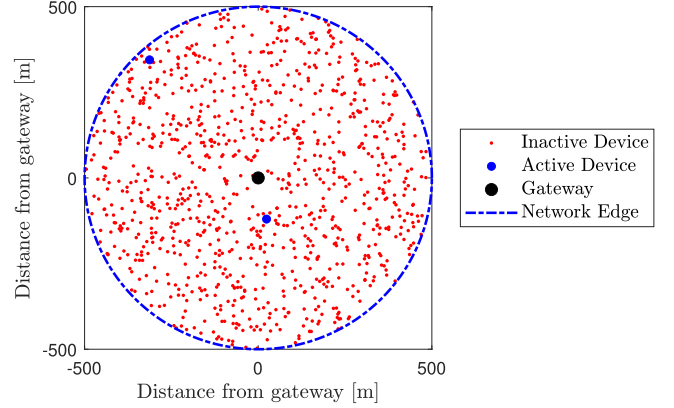 500
0
-500
-500
0
500
Distance from gateway [m]
Distance from gateway [m]
Inactive Device
Active Device
Gateway
Network Edge